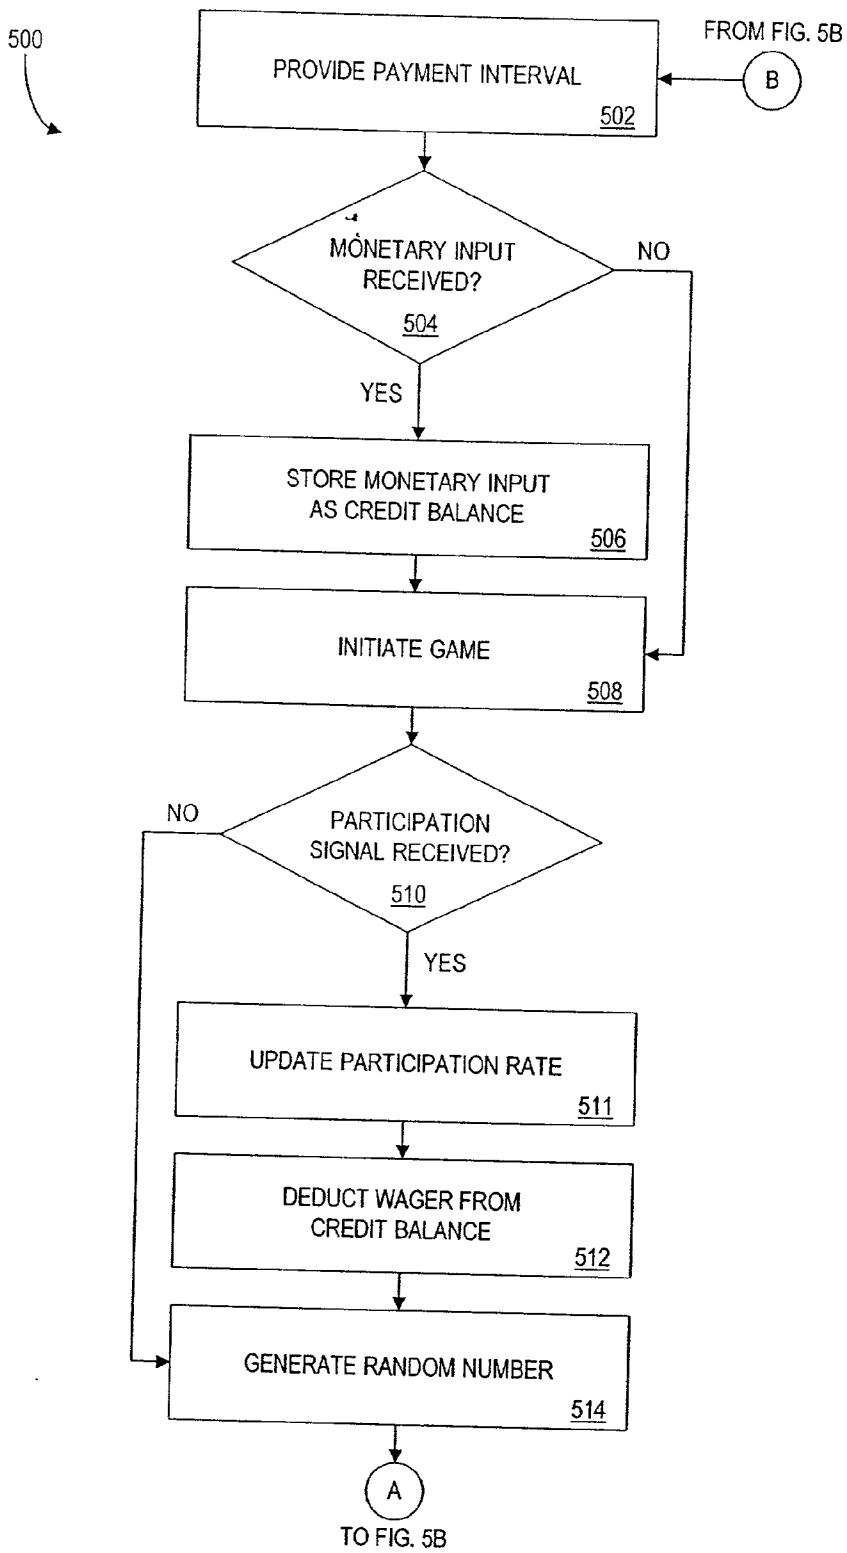 500
FROM FIG. 5B
B
PROVIDE PAYMENT INTERVAL
502
MONETARY INPUT
RECEIVED?
504
NO
YES
STORE MONETARY INPUT
AS CREDIT BALANCE
506
INITIATE GAME
508
PARTICIPATION
SIGNAL RECEIVED?
510
NO
YES
UPDATE PARTICIPATION RATE
511
DEDUCT WAGER FROM
CREDIT BALANCE
512
GENERATE RANDOM NUMBER
514
A
TO FIG. 5B